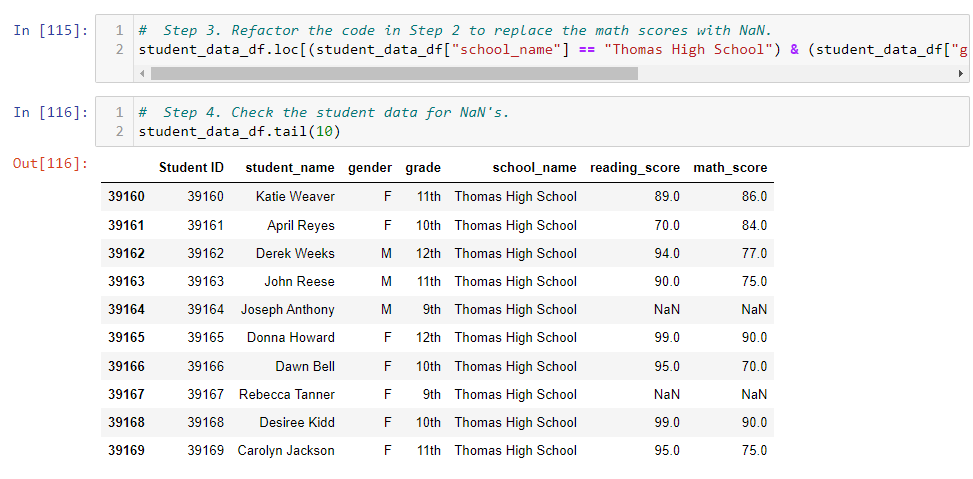 In [115]:
1 #  Step 3. Refactor the code in Step 2 to replace the math scores with NaN.
2 student_data_df.loc[(student_data_df["school_name"] == "Thomas High School") & (student_data_df["g
In [116]:
1 #  Step 4. Check the student data for NaN's.
2 student_data_df.tail(10)
Out[116]:
Student ID student_name gender grade school_name reading_score math_score
39160 39160 Katie Weaver F 11th Thomas High School 89.0 86.0
39161 39161 April Reyes F 10th Thomas High School 70.0 84.0
39162 39162 Derek Weeks M 12th Thomas High School 94.0 77.0
39163 39163 John Reese M 11th Thomas High School 90.0 75.0
39164 39164 Joseph Anthony M 9th Thomas High School NaN NaN
39165 39165 Donna Howard F 12th Thomas High School 99.0 90.0
39166 39166 Dawn Bell F 10th Thomas High School 95.0 70.0
39167 39167 Rebecca Tanner F 9th Thomas High School NaN NaN
39168 39168 Desiree Kidd F 10th Thomas High School 99.0 90.0
39169 39169 Carolyn Jackson F 11th Thomas High School 95.0 75.0